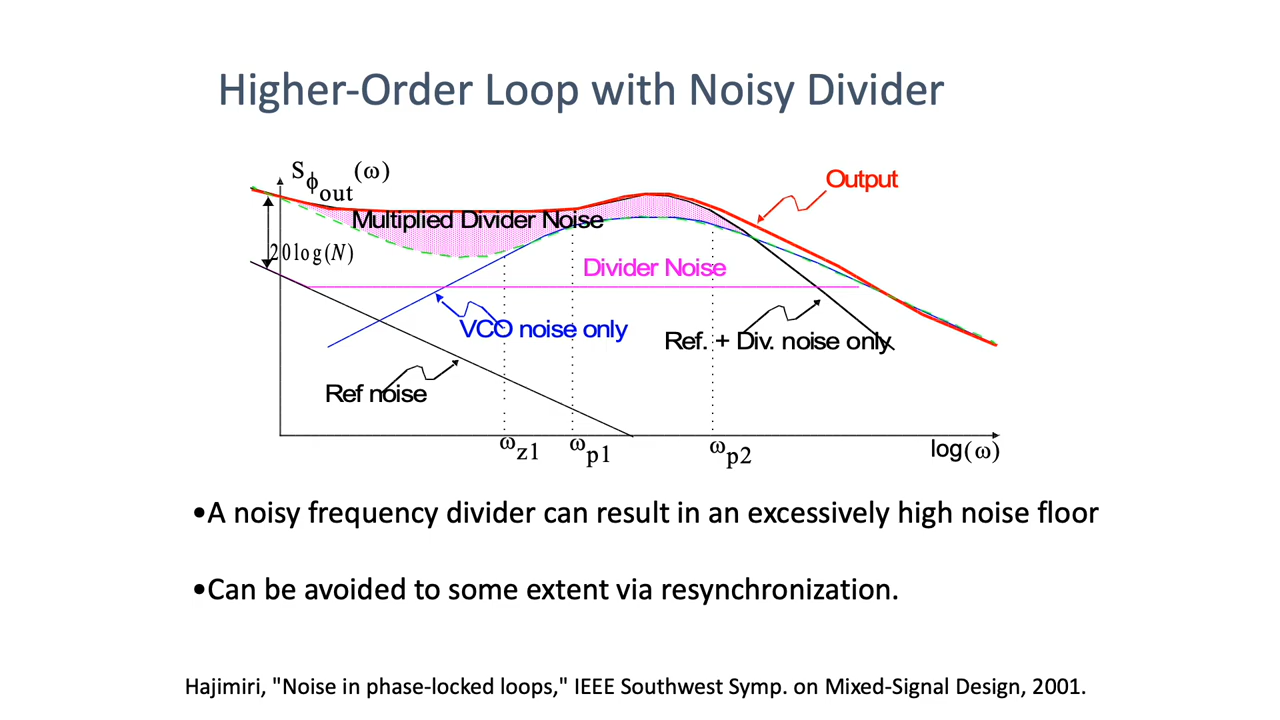 Higher-Order Loop with Noisy Divider
Sϕout(ω)
Output
Multiplied Divider Noise
20log(N)
Divider Noise
VCO noise only
Ref. + Div. noise only
Ref noise
ωz1 ωp1 ωp2 log(ω)
•A noisy frequency divider can result in an excessively high noise floor
•Can be avoided to some extent via resynchronization.
Hajimiri, "Noise in phase-locked loops," IEEE Southwest Symp. on Mixed-Signal Design, 2001.